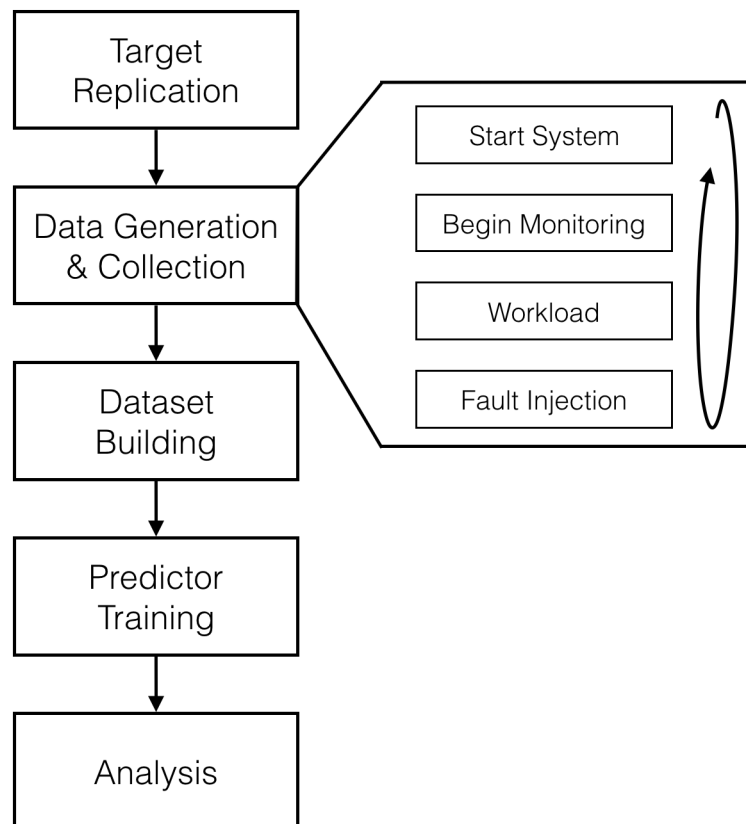 Target
Replication
Data Generation
& Collection
Dataset
Building
Predictor
Training
Analysis
Start System
Begin Monitoring
Workload
Fault Injection